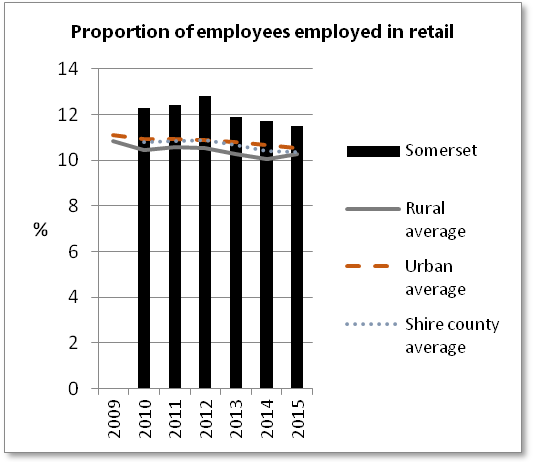 Proportion of employees employed in retail
14
12
10
8
6
4
2
0
%
2009
2010
2011
2012
2013
2014
2015
Somerset
Rural
average
Urban
average
Shire county
average